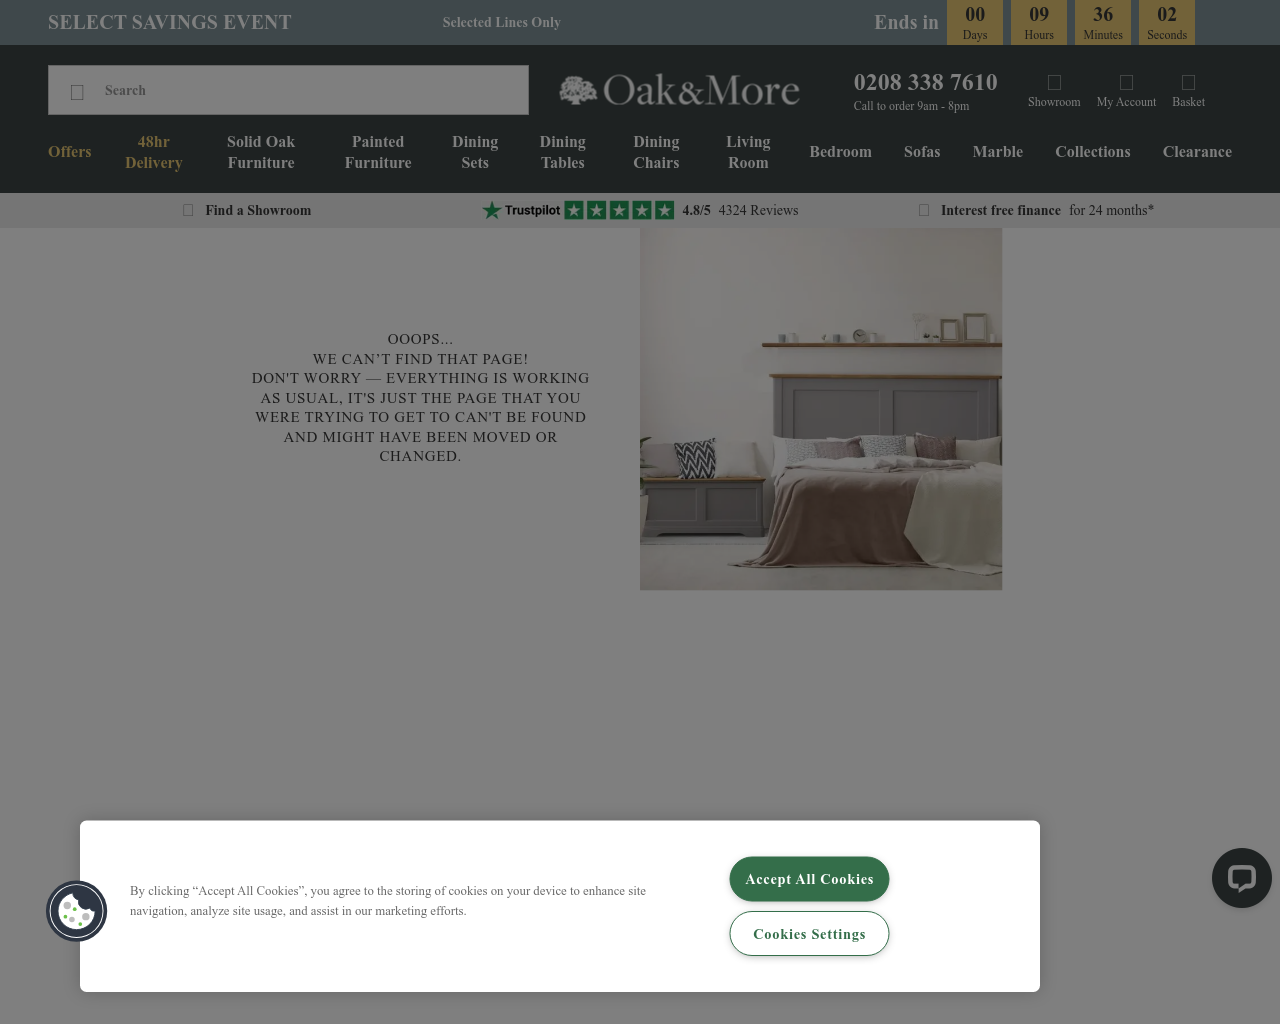 SELECT SAVINGS EVENT
Selected Lines Only
Ends in
00 Days 09 Hours 36 Minutes 02 Seconds
Search
Oak&More
0208 338 7610
Call to order 9am - 8pm
Showroom
My Account
Basket
Offers
48hr
Delivery
Solid Oak
Furniture
Painted
Furniture
Dining
Sets
Dining
Tables
Dining
Chairs
Living
Room
Bedroom
Sofas
Marble
Collections
Clearance
Find a Showroom
Trustpilot 4.8/5 4324 Reviews
Interest free finance for 24 months*
OOOPS...
WE CAN'T FIND THAT PAGE!
DON'T WORRY — EVERYTHING IS WORKING
AS USUAL, IT'S JUST THE PAGE THAT YOU
WERE TRYING TO GET TO CAN'T BE FOUND
AND MIGHT HAVE BEEN MOVED OR
CHANGED.
By clicking “Accept All Cookies”, you agree to the storing of cookies on your device to enhance site
navigation, analyze site usage, and assist in our marketing efforts.
Accept All Cookies
Cookies Settings